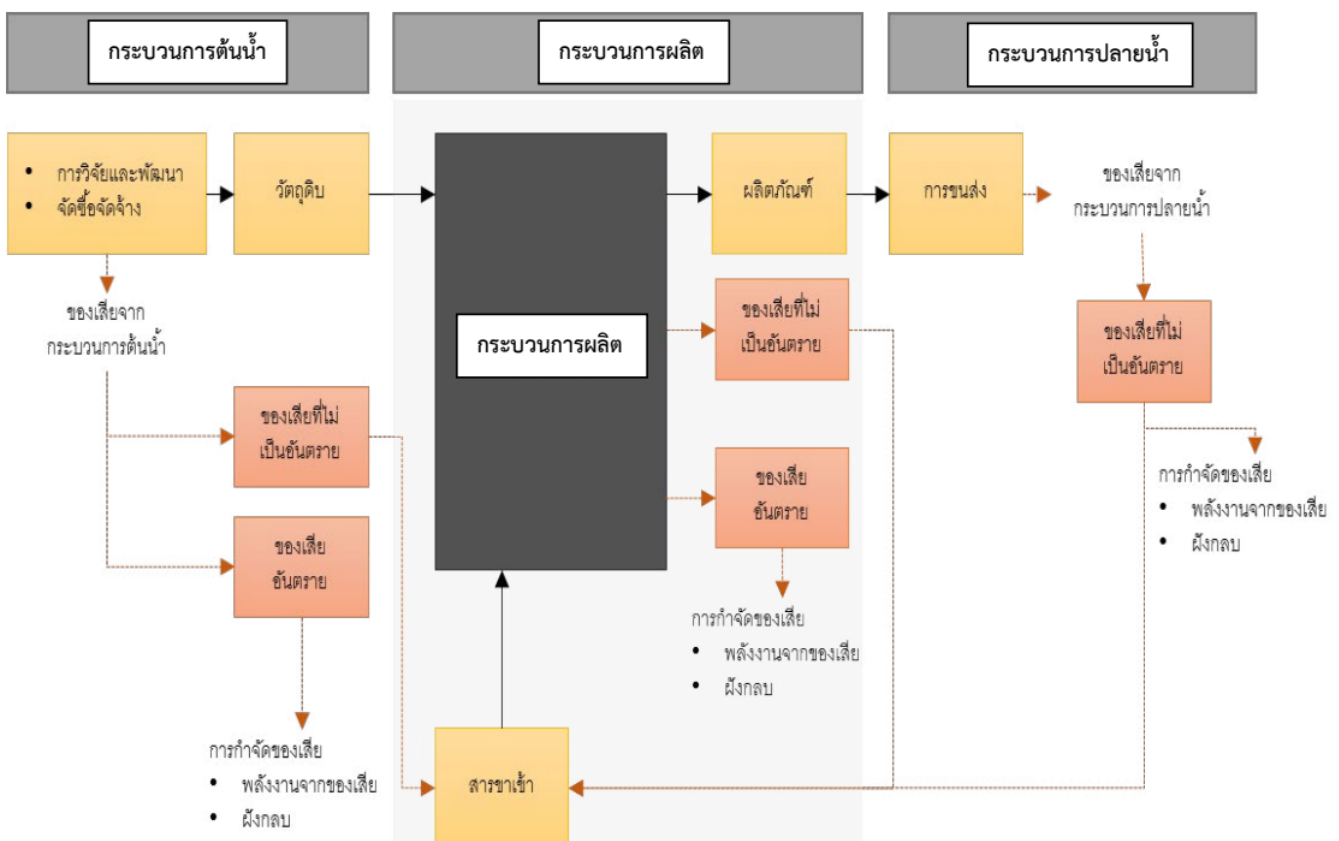 กระบวนการต้นน้ำ
กระบวนการผลิต
กระบวนการปลายน้ำ
• การวิจัยและพัฒนา
• จัดซื้อจัดจ้าง
วัตถุดิบ
ผลิตภัณฑ์
การขนส่ง
ของเสียจาก
กระบวนการปลายน้ำ
ของเสียจาก
กระบวนการต้นน้ำ
กระบวนการผลิต
ของเสียที่ไม่
เป็นอันตราย
ของเสียที่ไม่
เป็นอันตราย
ของเสียที่ไม่
เป็นอันตราย
ของเสีย
อันตราย
ของเสีย
อันตราย
การกำจัดของเสีย
• พลังงานจากของเสีย
• ฝังกลบ
การกำจัดของเสีย
• พลังงานจากของเสีย
• ฝังกลบ
การกำจัดของเสีย
• พลังงานจากของเสีย
• ฝังกลบ
สารขาเข้า